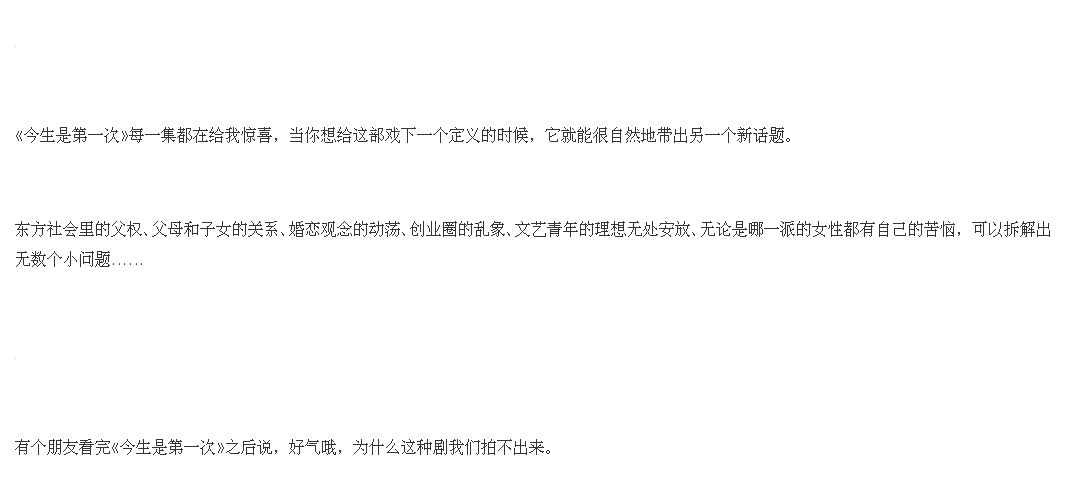 《今生是第一次》每一集都在给我惊喜，当你想给这部戏下一个定义的时候，它就能很自然地带出另一个新话题。
东方社会里的父权、父母和子女的关系、婚恋观念的动荡、创业圈的乱象、文艺青年的理想无处安放、无论是哪一派的女性都有自己的苦恼，可以拆解出
无数个小问题……
有个朋友看完《今生是第一次》之后说，好气哦，为什么这种剧我们拍不出来。